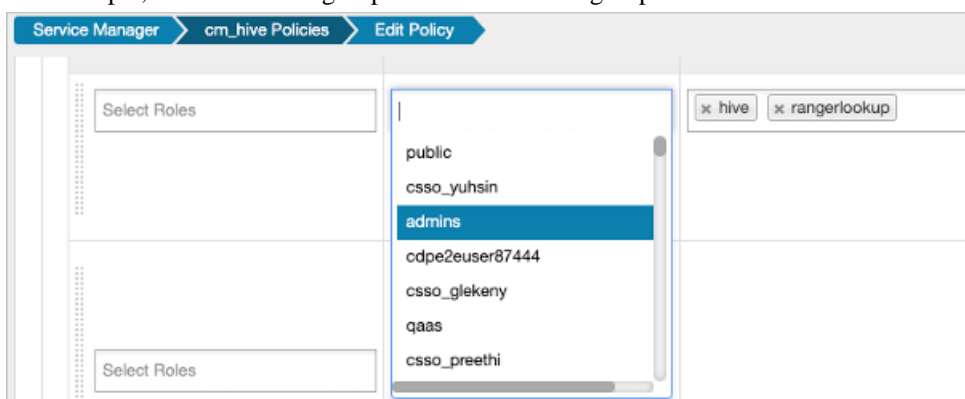 Service Manager cm_hive Policies Edit Policy
Select Roles
public
csso_yuhsin
admins
cdpe2euser87444
csso_glekeny
qaas
csso_preethi
× hive × rangerlookup
Select Roles